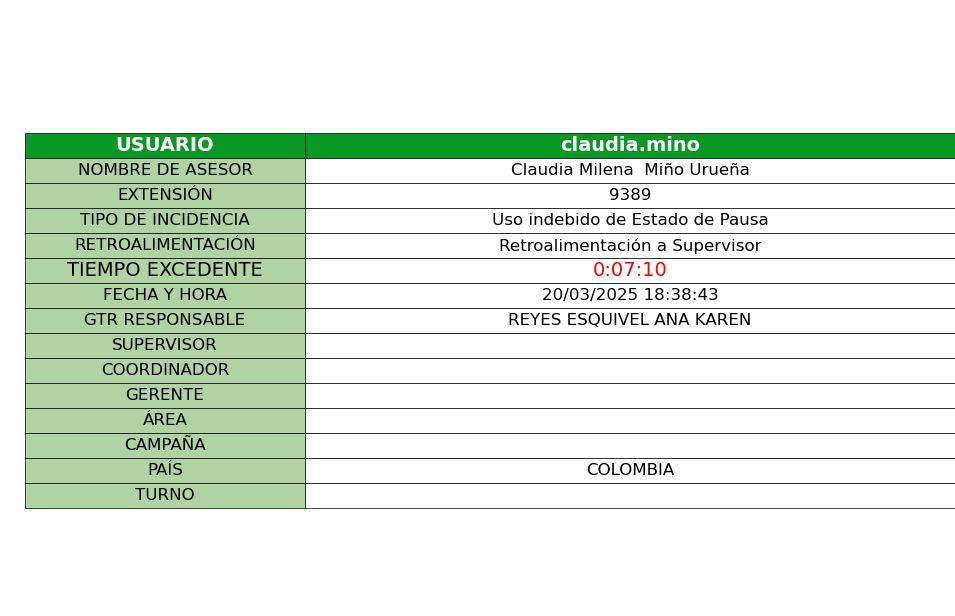 USUARIO claudia.mino
NOMBRE DE ASESOR Claudia Milena  Miño Urueña
EXTENSIÓN 9389
TIPO DE INCIDENCIA Uso indebido de Estado de Pausa
RETROALIMENTACIÓN Retroalimentación a Supervisor
TIEMPO EXCEDENTE 0:07:10
FECHA Y HORA 20/03/2025 18:38:43
GTR RESPONSABLE REYES ESQUIVEL ANA KAREN
SUPERVISOR
COORDINADOR
GERENTE
ÁREA
CAMPAÑA
PAÍS COLOMBIA
TURNO